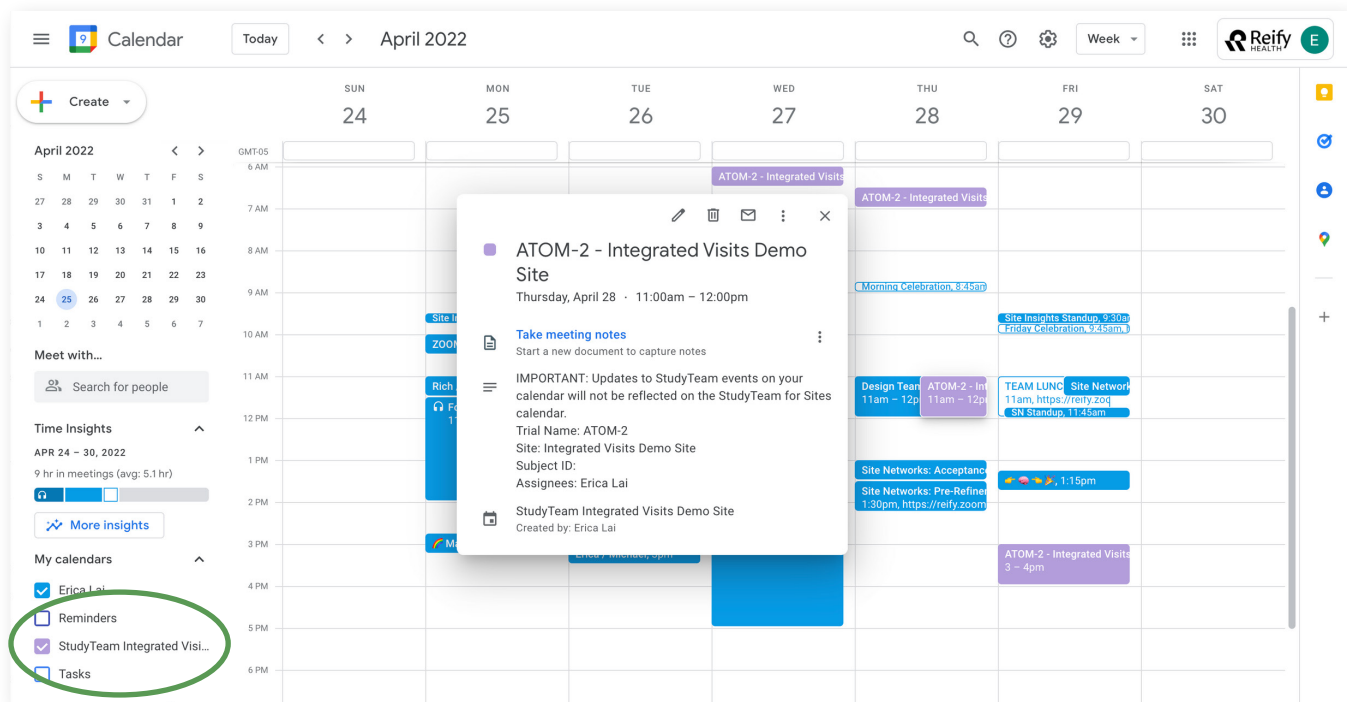 9 Calendar Today April 2022 Week Reify HEALTH E
Create
SUN MON TUE WED THU FRI SAT
24 25 26 27 28 29 30
April 2022
S M T W T F S
27 28 29 30 31 1 2
3 4 5 6 7 8 9
10 11 12 13 14 15 16
17 18 19 20 21 22 23
24 25 26 27 28 29 30
1 2 3 4 5 6 7
Meet with...
Search for people
Time Insights
APR 24 – 30, 2022
9 hr in meetings (avg: 5.1 hr)
More insights
My calendars
Erica Lai
Reminders
StudyTeam Integrated Visi...
Tasks
GMT-05
6 AM
7 AM
8 AM
9 AM
10 AM
11 AM
12 PM
1 PM
2 PM
3 PM
4 PM
5 PM
6 PM
Site
ZOOM
Rich
ATOM-2 - Integrated Visits
ATOM-2 - Integrated Visits Demo
Site
Thursday, April 28 · 11:00am – 12:00pm
Take meeting notes
Start a new document to capture notes
IMPORTANT: Updates to StudyTeam events on your
calendar will not be reflected on the StudyTeam for Sites
calendar.
Trial Name: ATOM-2
Site: Integrated Visits Demo Site
Subject ID:
Assignees: Erica Lai
StudyTeam Integrated Visits Demo Site
Created by: Erica Lai
ATOM-2 - Integrated Visits
Morning Celebration, 8:45am
Design Team
11am – 12p
ATOM-2 - Int
11am – 12p
Site Networks: Acceptance
Site Networks: Pre-Refine
1:30pm, https://reify.zoom
Site Insights Standup, 9:30a
Friday Celebration, 9:45am,
TEAM LUNC
11am, https://reify.zoo
Site Network
SN Standup, 11:45am
, 1:15pm
ATOM-2 - Integrated Visits
3 – 4pm